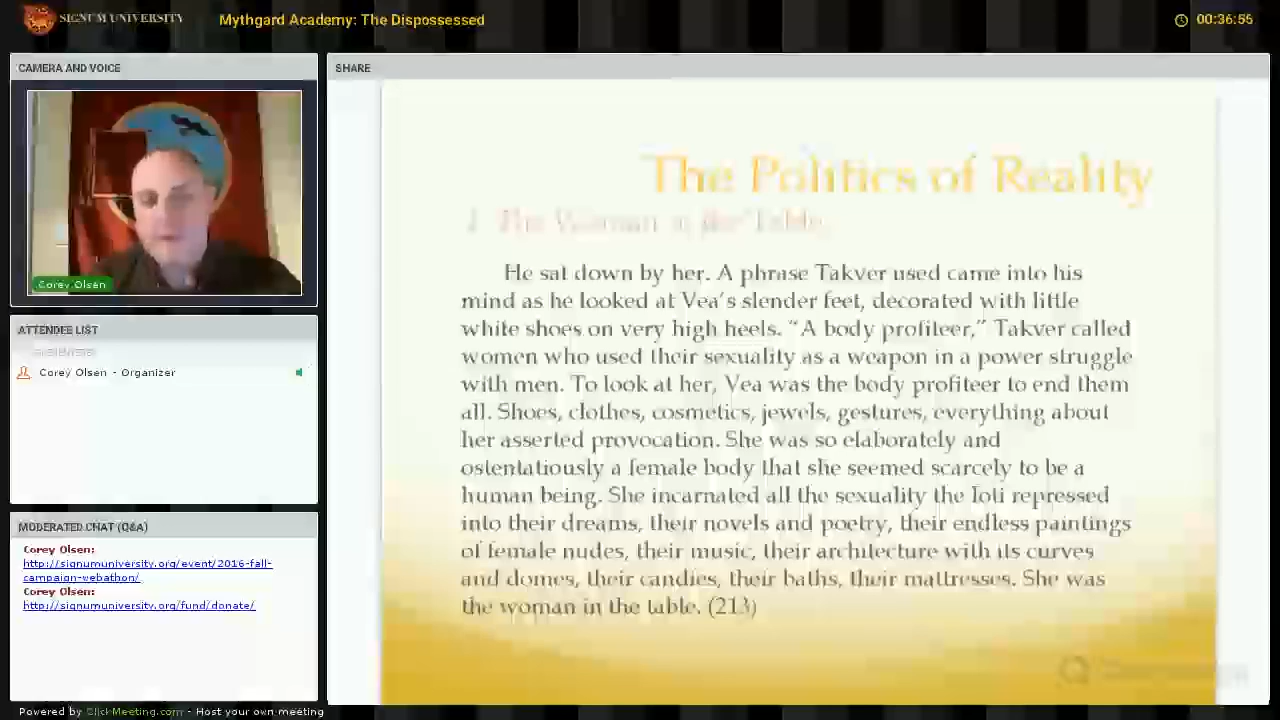 SIGNUM UNIVERSITY
Mythgard Academy: The Dispossessed
00:36:55
CAMERA AND VOICE
Corey Olsen
ATTENDEE LIST
Corey Olsen - Organizer
MODERATED CHAT (Q&A)
Corey Olsen:
http://signumuniversity.org/event/2016-fall-
campaign-webathon/
Corey Olsen:
http://signumuniversity.org/fund/donate/
Powered by ClickMeeting.com - Host your own meeting
SHARE
The Politics of Reality
1. The Woman in the Table
He sat down by her. A phrase Takver used came into his
mind as he looked at Vea's slender feet, decorated with little
white shoes on very high heels. “A body profiteer,” Takver called
women who used their sexuality as a weapon in a power struggle
with men. To look at her, Vea was the body profiteer to end them
all. Shoes, clothes, cosmetics, jewels, gestures, everything about
her asserted provocation. She was so elaborately and
ostentatiously a female body that she seemed scarcely to be a
human being. She incarnated all the sexuality the Ioti repressed
into their dreams, their novels and poetry, their endless paintings
of female nudes, their music, their architecture with its curves
and domes, their candies, their baths, their mattresses. She was
the woman in the table. (213)